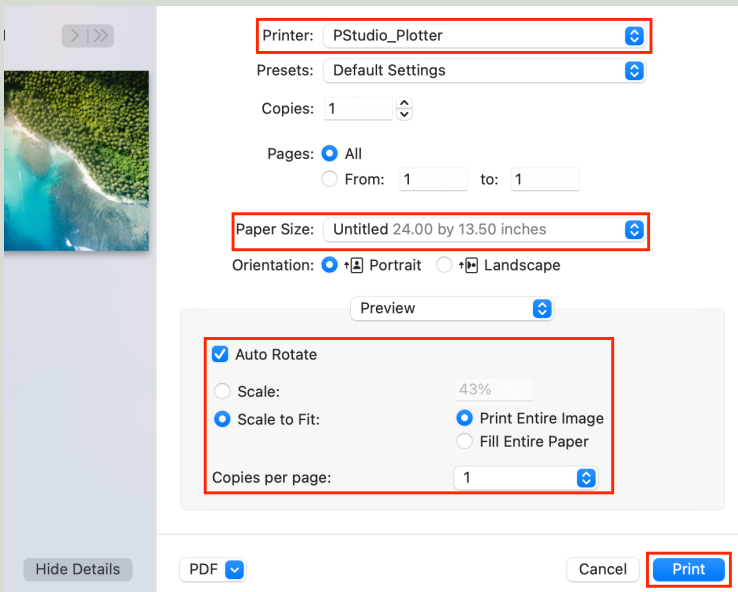 Printer: PStudio_Plotter
Presets: Default Settings
Copies: 1
Pages: All
From: 1 to: 1
Paper Size: Untitled 24.00 by 13.50 inches
Orientation: Portrait Landscape
Preview
Auto Rotate
Scale: 43%
Scale to Fit: Print Entire Image
Fill Entire Paper
Copies per page: 1
Hide Details PDF Cancel Print